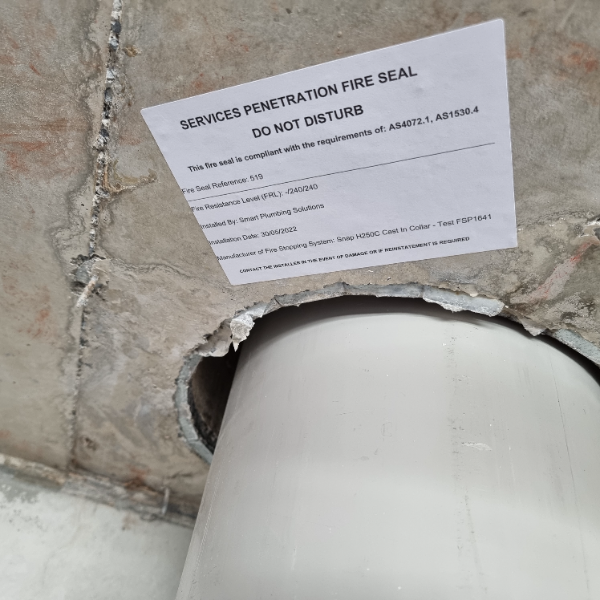 SERVICES PENETRATION FIRE SEAL
DO NOT DISTURB
This fire seal is compliant with the requirements of: AS4072.1, AS1530.4
Fire Seal Reference: 519
Fire Resistance Level (FRL): -/240/240
Installed By: Smart Plumbing Solutions
Installation Date: 30/05/2022
Manufacturer of Fire Stopping System: Snap H250C Cast In Collar - Test FSP1641
CONTACT THE INSTALLER IN THE EVENT OF DAMAGE OR IF REINSTATEMENT IS REQUIRED